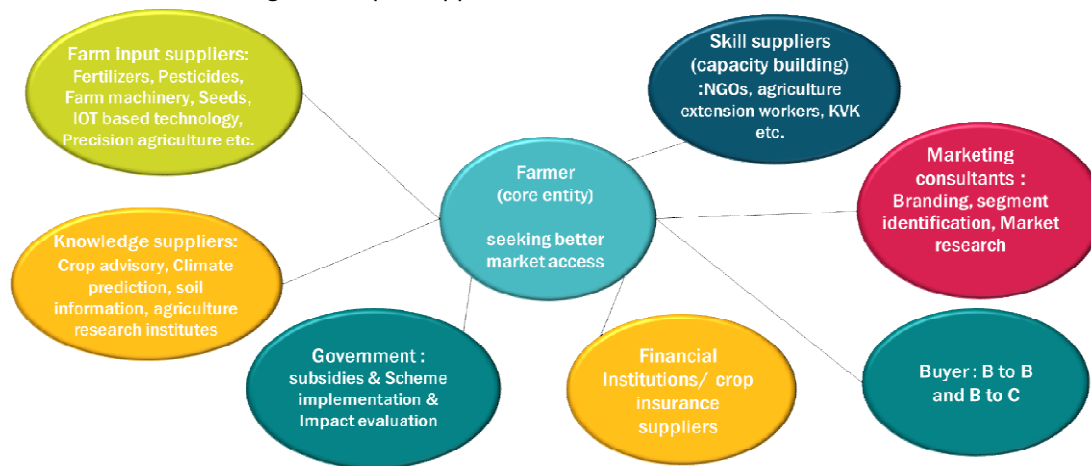 Farm input suppliers:
Fertilizers, Pesticides,
Farm machinery, Seeds,
IOT based technology,
Precision agriculture etc.
Skill suppliers
(capacity building)
:NGOs, agriculture
extension workers, KVK
etc.
Farmer
(core entity)
seeking better
market access
Marketing
consultants :
Branding, segment
identification, Market
research
Knowledge suppliers:
Crop advisory, Climate
prediction, soil
information, agriculture
research institutes
Government :
subsidies & Scheme
implementation &
Impact evaluation
Financial
Institutions/ crop
insurance
suppliers
Buyer : B to B
and B to C